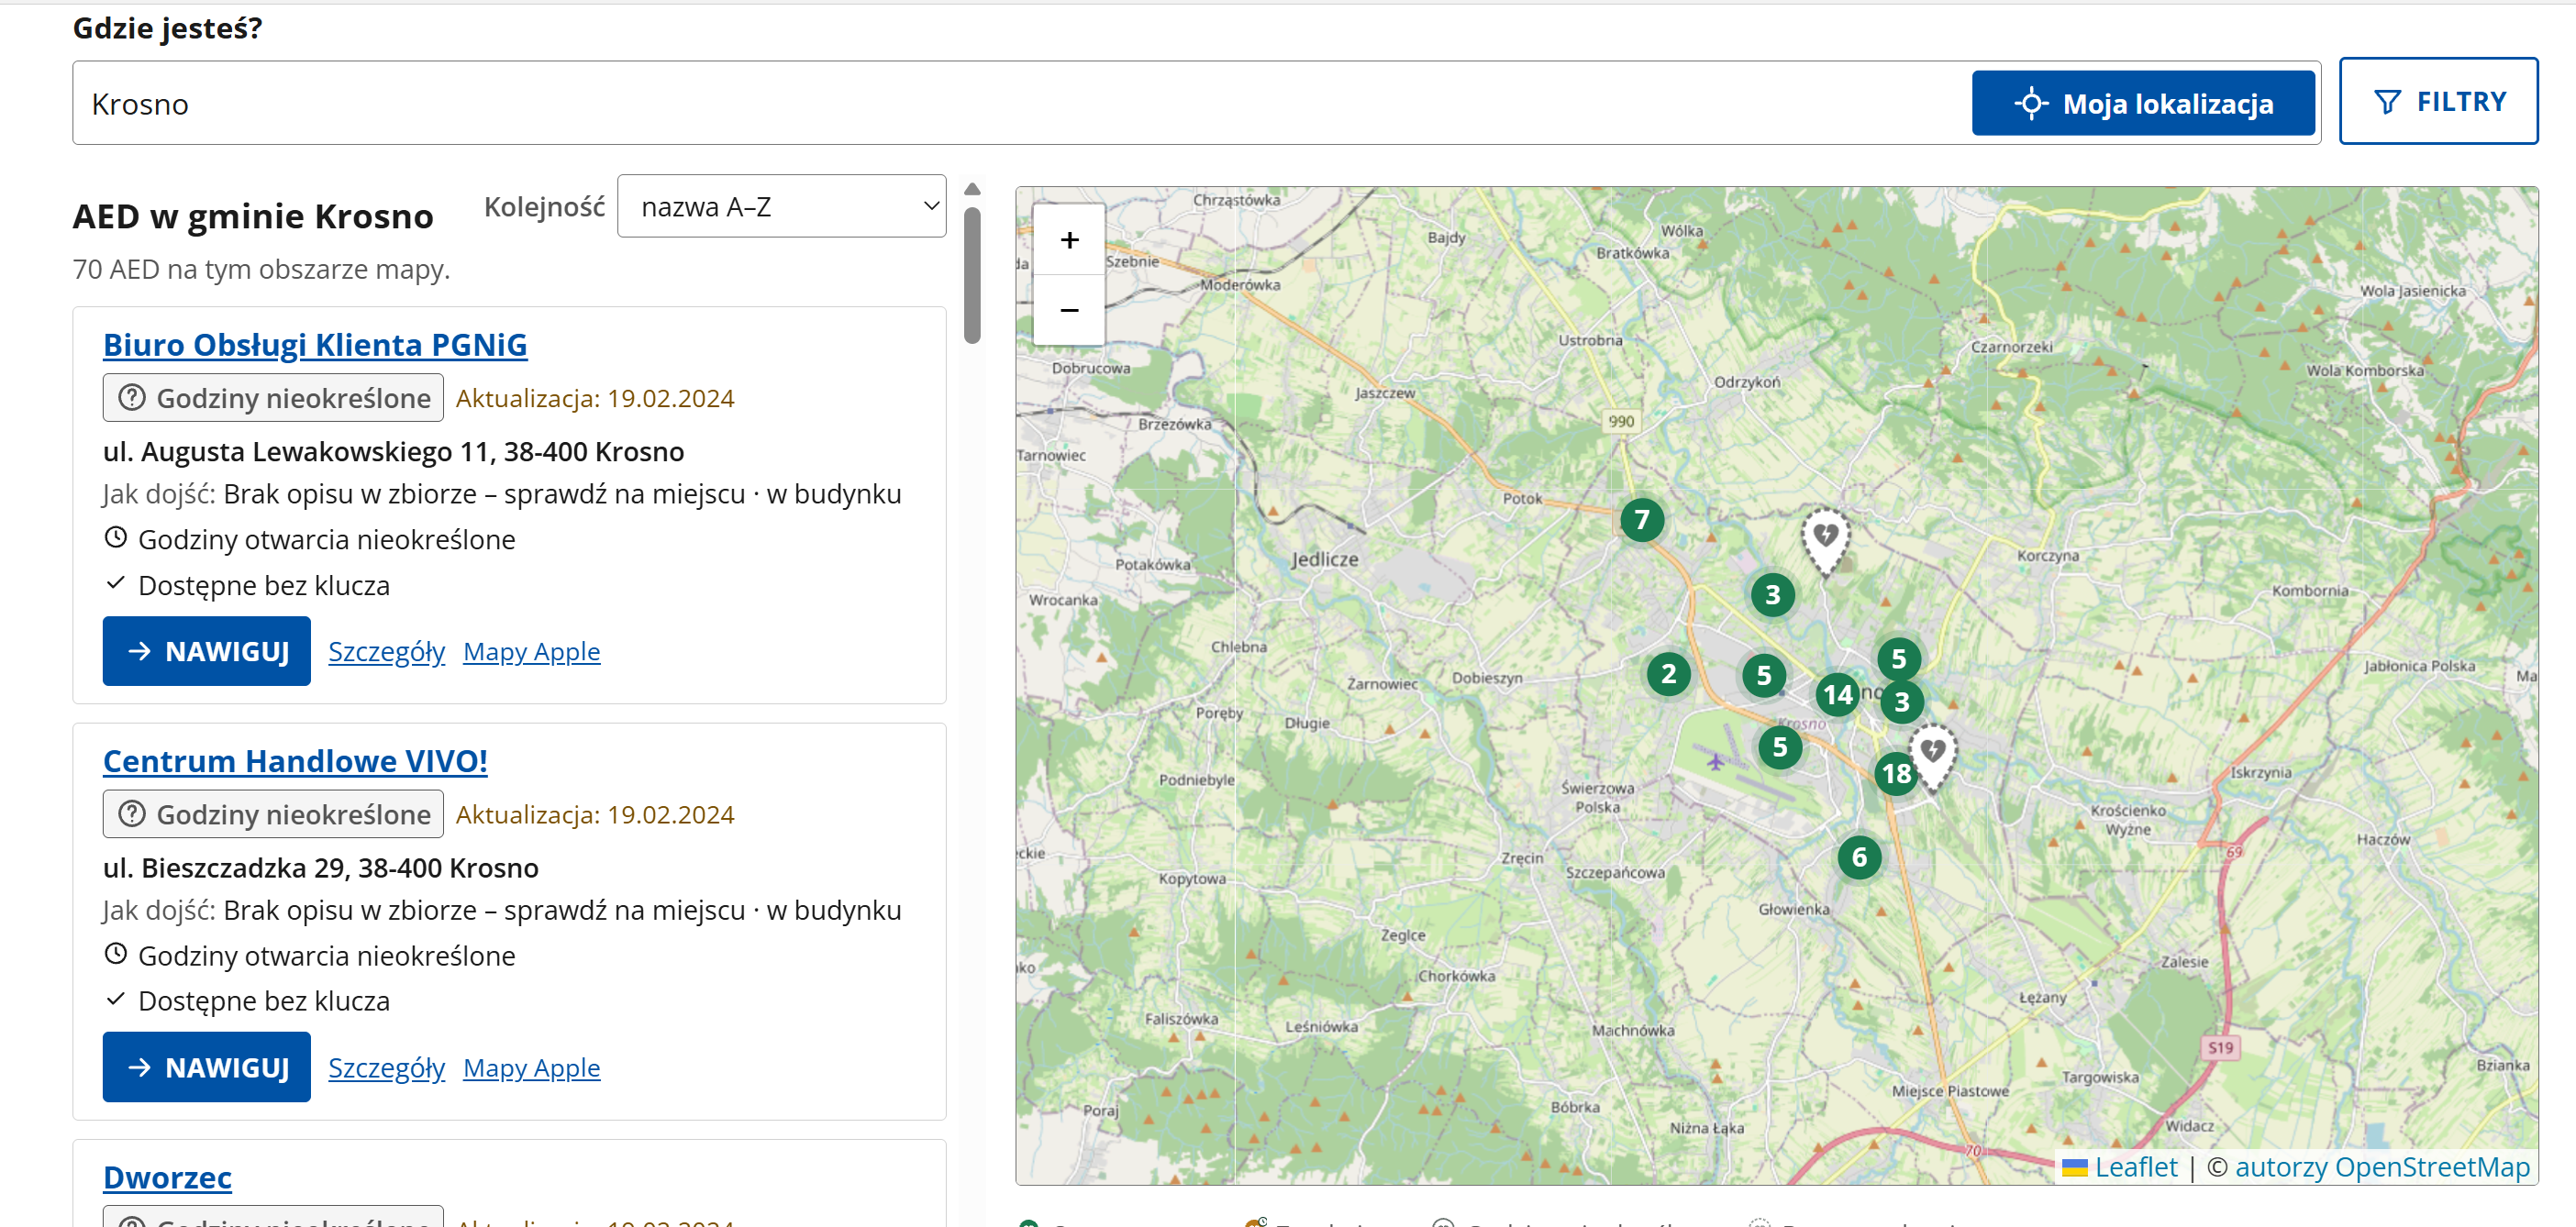 Gdzie jesteś?
Krosno
Moja lokalizacja
FILTRY
AED w gminie Krosno
Kolejność
nazwa A–Z
70 AED na tym obszarze mapy.
Biuro Obsługi Klienta PGNiG
Godziny nieokreślone
Aktualizacja: 19.02.2024
ul. Augusta Lewakowskiego 11, 38-400 Krosno
Jak dojść: Brak opisu w zbiorze – sprawdź na miejscu · w budynku
Godziny otwarcia nieokreślone
Dostępne bez klucza
NAWIGUJ
Szczegóły
Mapy Apple
Centrum Handlowe VIVO!
Godziny nieokreślone
Aktualizacja: 19.02.2024
ul. Bieszczadzka 29, 38-400 Krosno
Jak dojść: Brak opisu w zbiorze – sprawdź na miejscu · w budynku
Godziny otwarcia nieokreślone
Dostępne bez klucza
NAWIGUJ
Szczegóły
Mapy Apple
Dworzec
+
−
Chrząstówka
Bajdy
Wólka
Bratkówka
Szebnie
Moderówka
Wola Jasienicka
Ustrobna
Czarnorzeki
Dobrucowa
Wola Komborska
Odrzykoń
Jaszczew
990
Brzezówka
Tarnowiec
Potok
7
Jedlicze
Korczyna
Potakówka
Kombornia
3
Wrocanka
Chlebna
5
Jabłonica Polska
2
5
Dobieszyn
Żarnowiec
14
3
Poręby
Długie
Krosno
5
18
Iskrzynia
Podniebyle
Świerzowa
Polska
Krościenko
Wyżne
Haczów
69
6
Zręcin
Szczepańcowa
Kopytowa
Głowienka
Żeglce
Zalesie
Chorkówka
Łężany
Faliszówka
Leśniówka
Machnówka
S19
Bzianka
Targowiska
Miejsce Piastowe
Poraj
Bóbrka
Niżna Łąka
Widacz
70
Leaflet | © autorzy OpenStreetMap